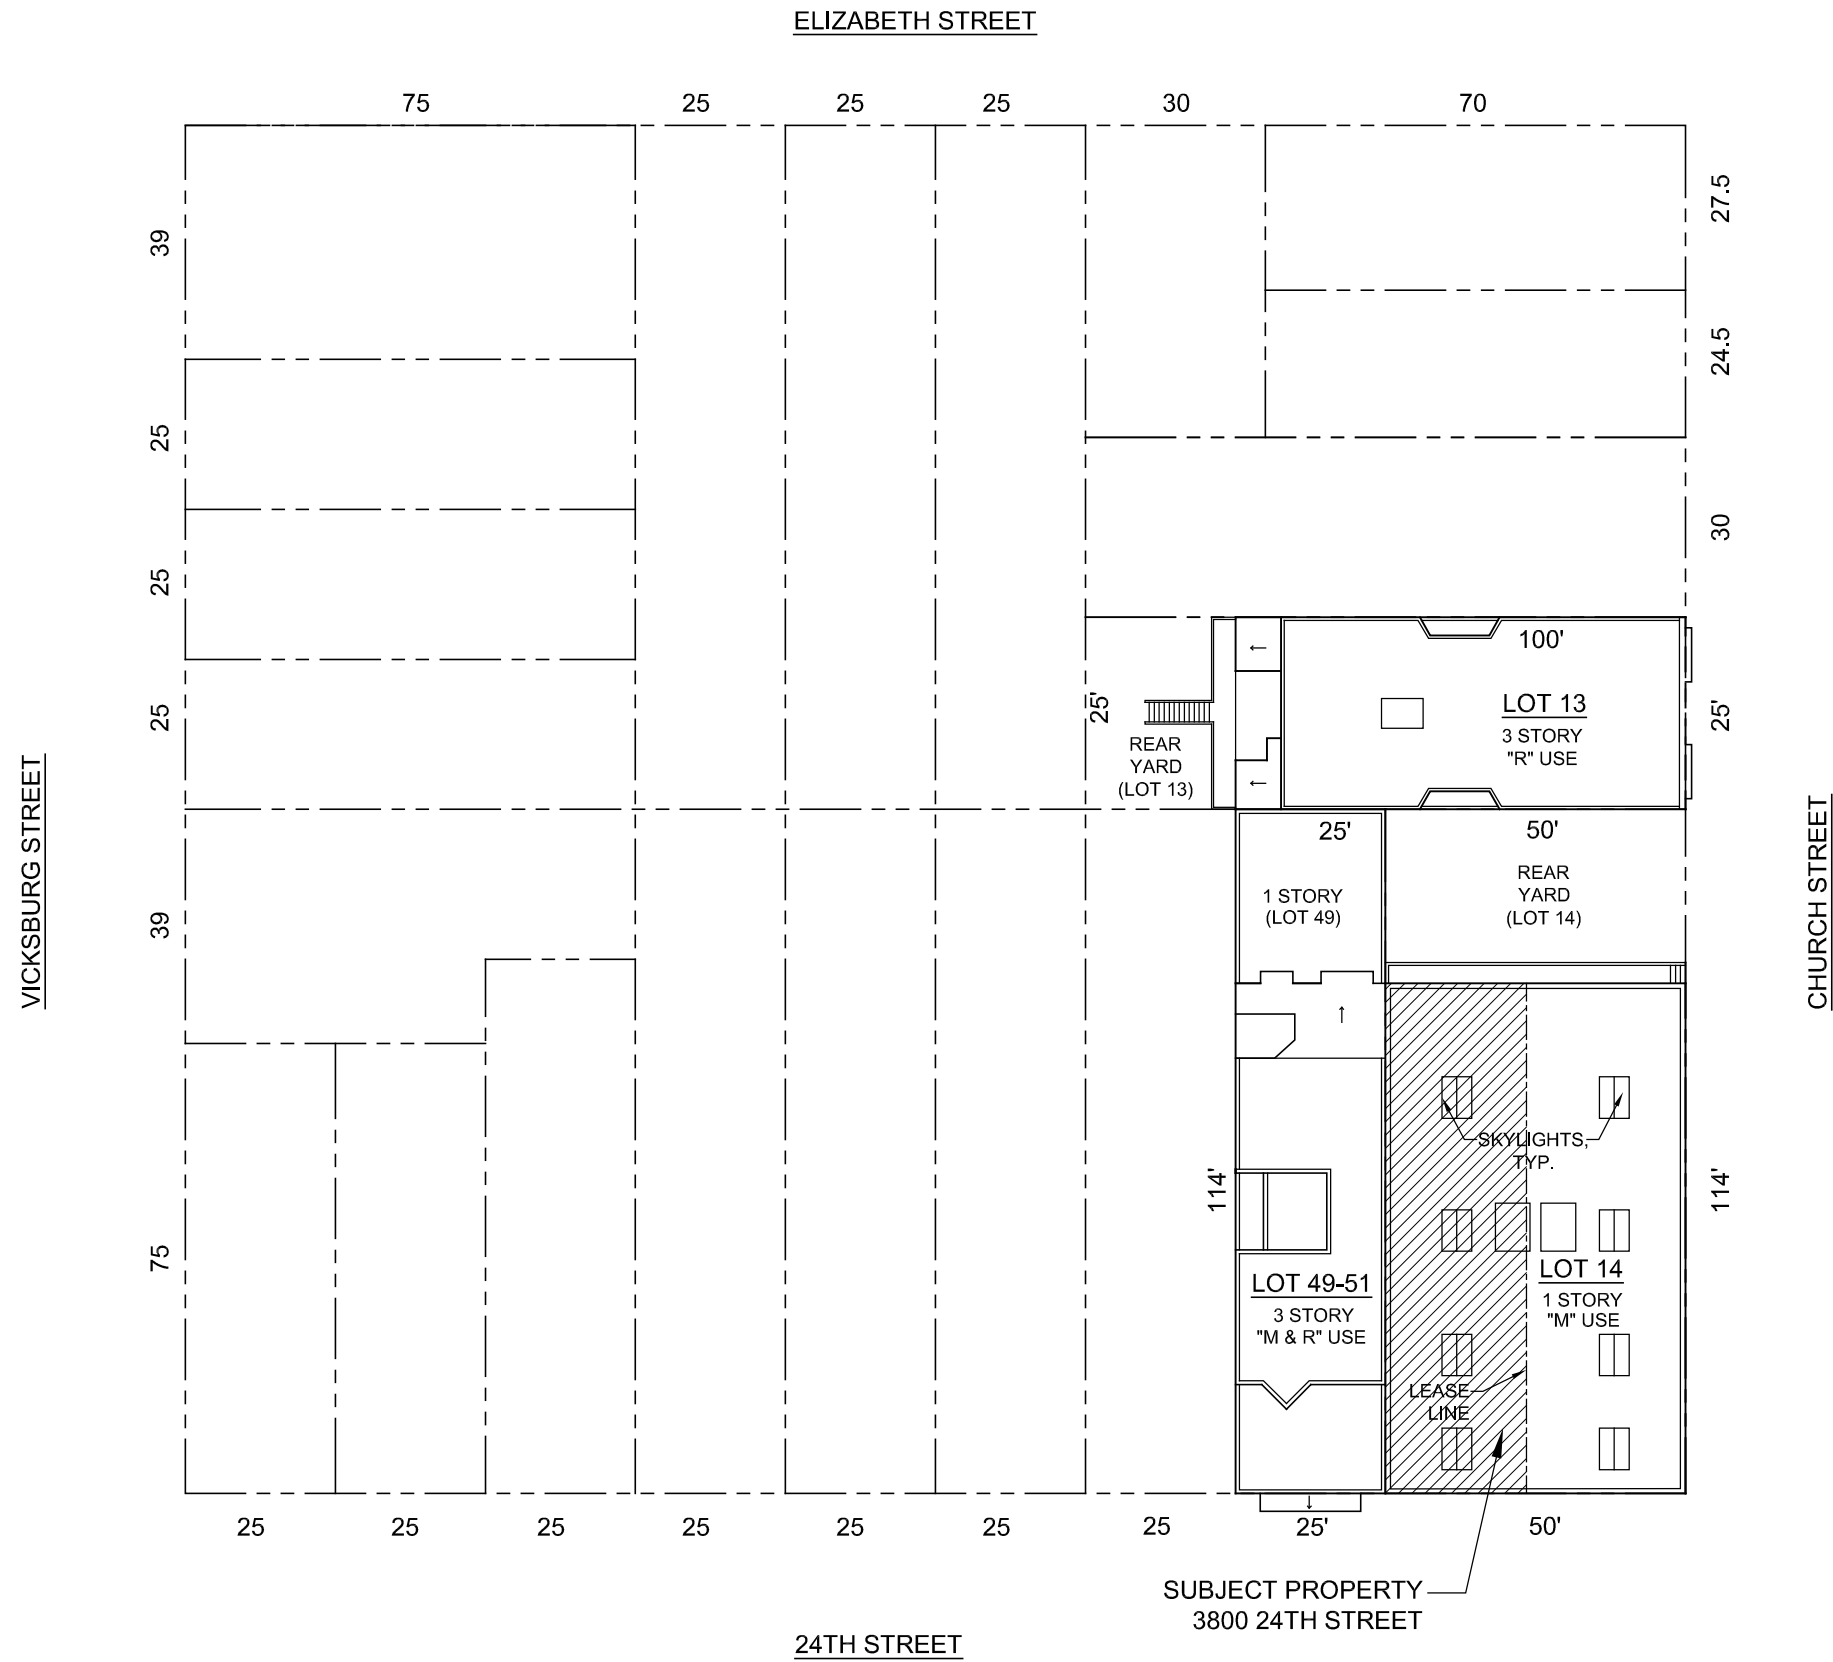 ELIZABETH STREET
75
25
25
25
30
70
39
25
25
25
39
75
27.5
24.5
30
25'
114'
VICKSBURG STREET
CHURCH STREET
100'
LOT 13
3 STORY
"R" USE
25'
REAR
YARD
(LOT 13)
25'
50'
1 STORY
(LOT 49)
REAR
YARD
(LOT 14)
SKYLIGHTS,
TYP.
114'
LOT 49-51
3 STORY
"M & R" USE
LOT 14
1 STORY
"M" USE
LEASE
LINE
25
25
25
25
25
25
25
25'
50'
SUBJECT PROPERTY
3800 24TH STREET
24TH STREET